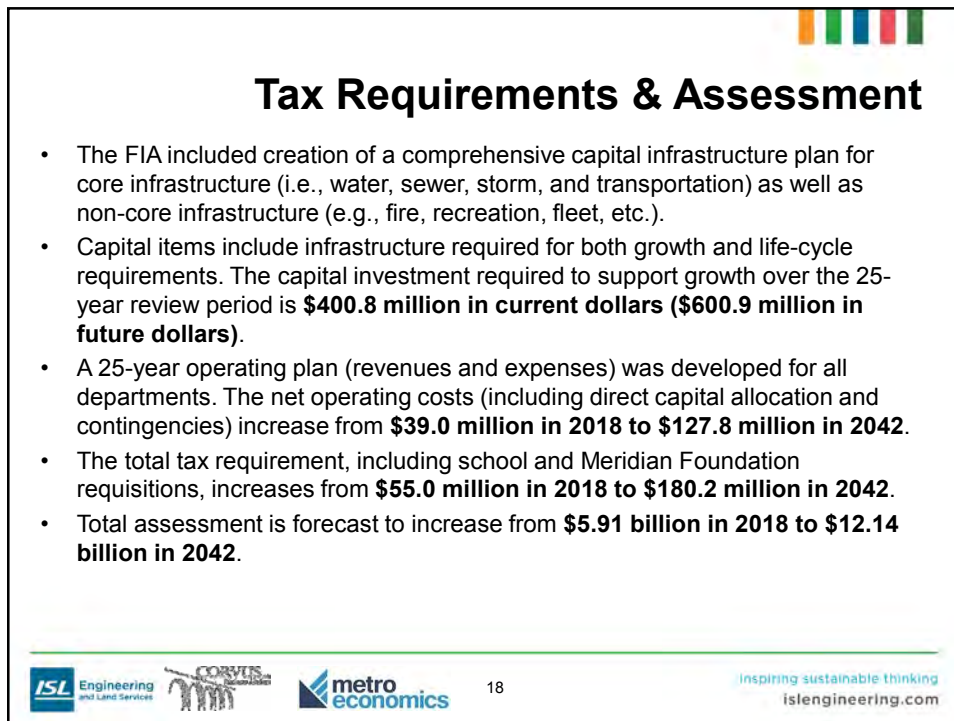 Tax Requirements & Assessment
• The FIA included creation of a comprehensive capital infrastructure plan for
core infrastructure (i.e., water, sewer, storm, and transportation) as well as
non-core infrastructure (e.g., fire, recreation, fleet, etc.).
• Capital items include infrastructure required for both growth and life-cycle
requirements. The capital investment required to support growth over the 25-
year review period is $400.8 million in current dollars ($600.9 million in
future dollars).
• A 25-year operating plan (revenues and expenses) was developed for all
departments. The net operating costs (including direct capital allocation and
contingencies) increase from $39.0 million in 2018 to $127.8 million in 2042.
• The total tax requirement, including school and Meridian Foundation
requisitions, increases from $55.0 million in 2018 to $180.2 million in 2042.
• Total assessment is forecast to increase from $5.91 billion in 2018 to $12.14
billion in 2042.
ISL Engineering
and Land Services
CORVUS
metro
economics
18
inspiring sustainable thinking
islengineering.com